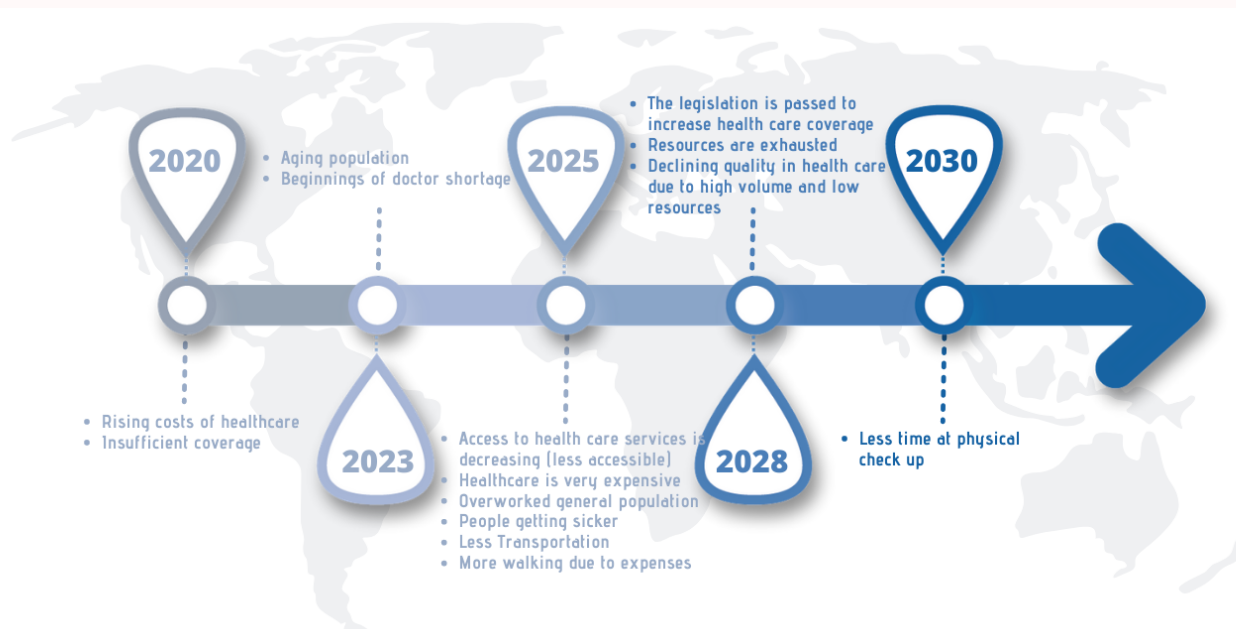 2020
• Rising costs of healthcare
• Insufficient coverage
• Aging population
• Beginnings of doctor shortage
2023
2025
• Access to health care services is
decreasing (less accessible)
• Healthcare is very expensive
• Overworked general population
• People getting sicker
• Less Transportation
• More walking due to expenses
• The legislation is passed to
increase health care coverage
• Resources are exhausted
• Declining quality in health care
due to high volume and low
resources
2028
2030
• Less time at physical
check up